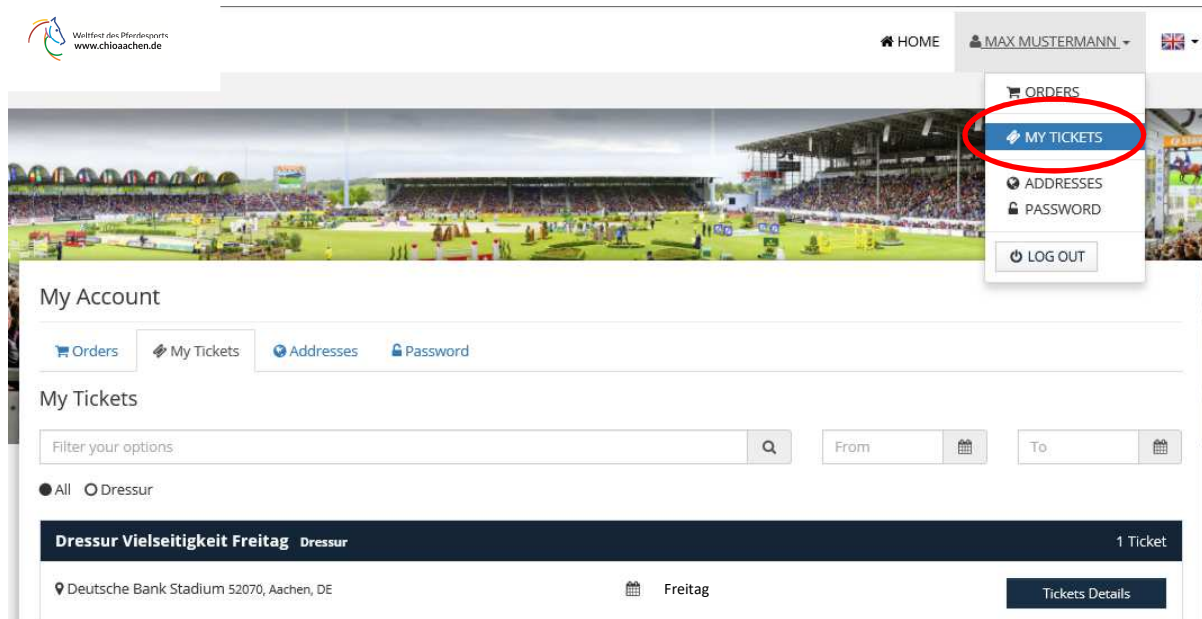 Weltfest des Pferdesports
www.chioaachen.de
HOME
MAX MUSTERMANN
ORDERS
MY TICKETS
ADDRESSES
PASSWORD
LOG OUT
My Account
Orders My Tickets Addresses Password
My Tickets
Filter your options From To
All Dressur
Dressur Vielseitigkeit Freitag Dressur 1 Ticket
Deutsche Bank Stadium 52070, Aachen, DE Freitag Tickets Details